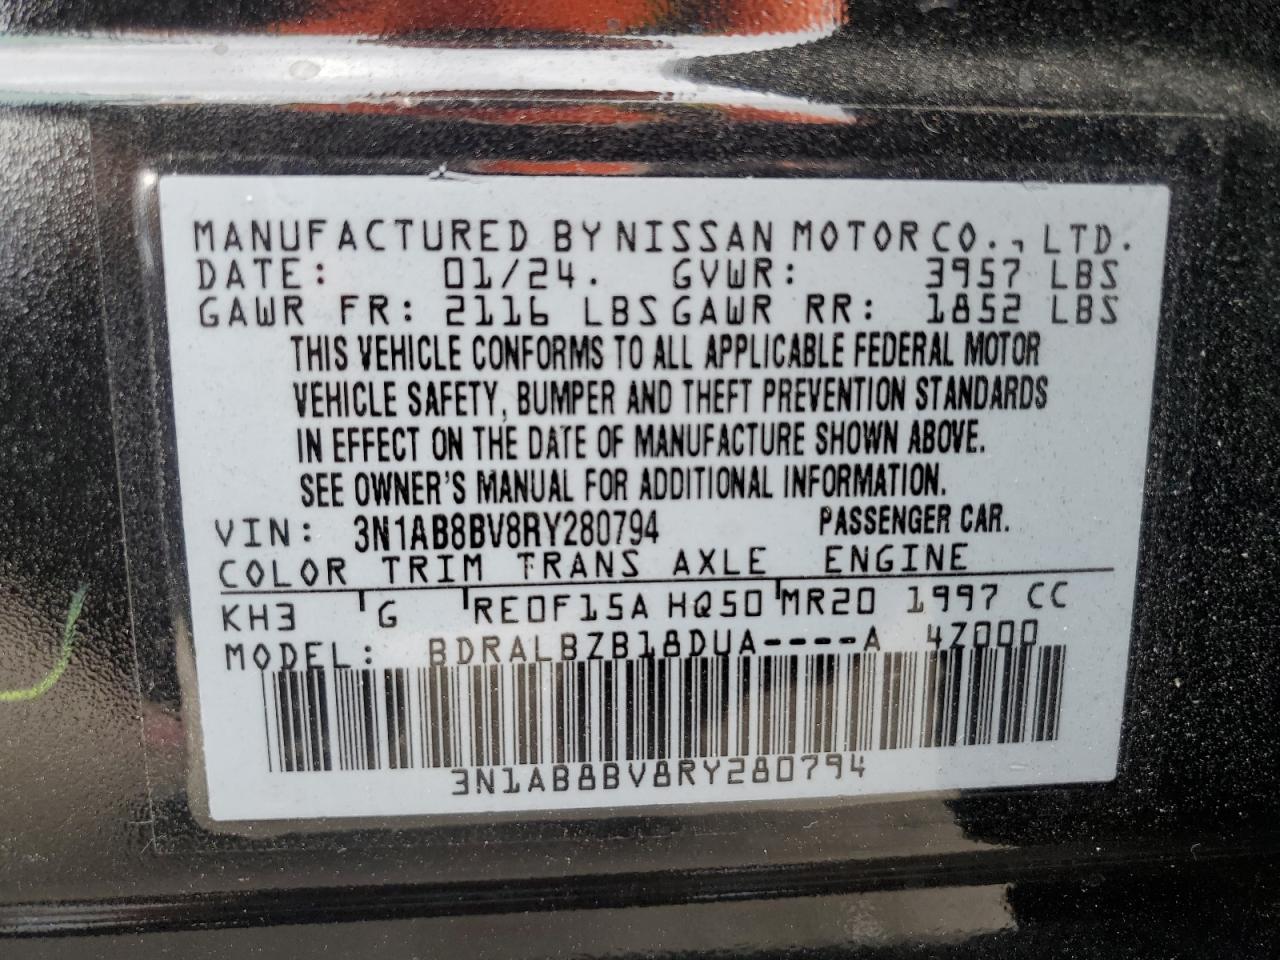 MANUFACTURED BY NISSAN MOTOR CO., LTD.
DATE: 01/24. GVWR: 3957 LBS
GAWR FR: 2116 LBS GAWR RR: 1852 LBS
THIS VEHICLE CONFORMS TO ALL APPLICABLE FEDERAL MOTOR
VEHICLE SAFETY, BUMPER AND THEFT PREVENTION STANDARDS
IN EFFECT ON THE DATE OF MANUFACTURE SHOWN ABOVE.
SEE OWNER'S MANUAL FOR ADDITIONAL INFORMATION.
VIN: 3N1AB8BV8RY280794 PASSENGER CAR.
COLOR TRIM TRANS AXLE ENGINE
KH3 G RE0F15A HQ50 MR20 1997 CC
MODEL: BDRALBZB18DUA----A 4Z000
3N1AB8BV8RY280794